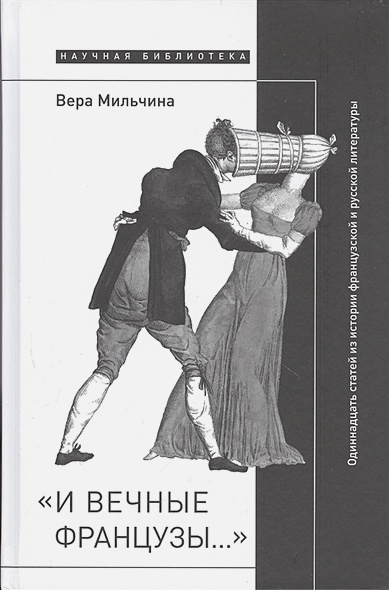 НАУЧНАЯ БИБЛИОТЕКА
Вера Мильчина
Одиннадцать статей из истории французской и русской литературы
«И ВЕЧНЫЕ
ФРАНЦУЗЫ...»